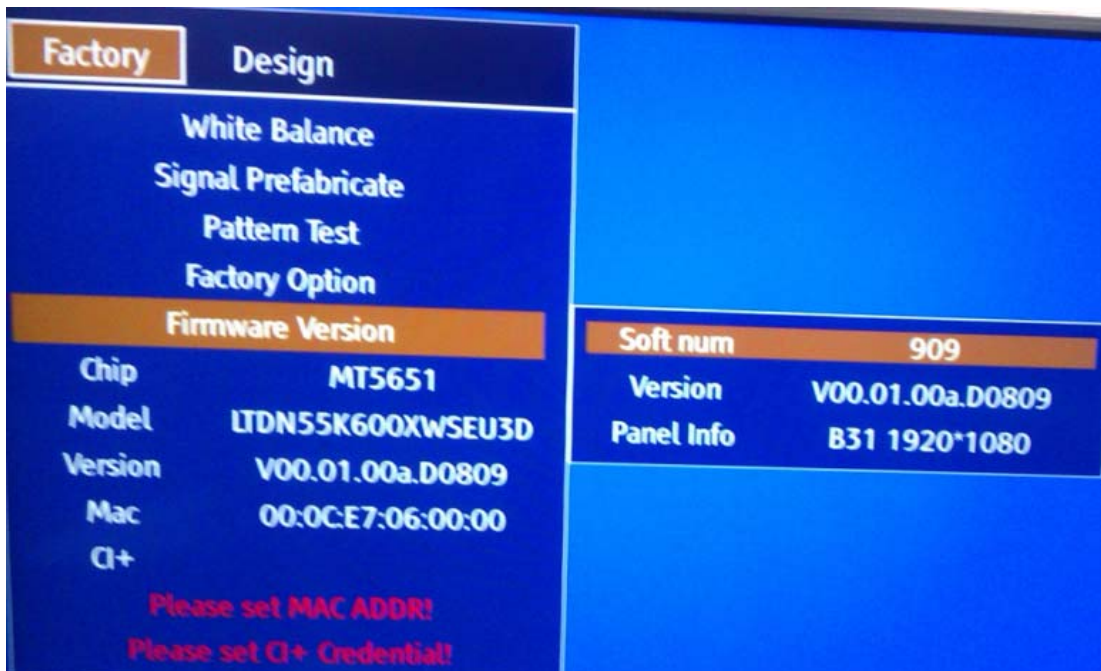 Factory Design
White Balance
Signal Prefabricate
Pattern Test
Factory Option
Firmware Version
Chip MT5651
Model LTDN55K600XWSEU3D
Version V00.01.00a.D0809
Mac 00:0C:E7:06:00:00
CI+
Please set MAC ADDR!
Please set CI+ Credential!
Soft num 909
Version V00.01.00a.D0809
Panel Info B31 1920*1080